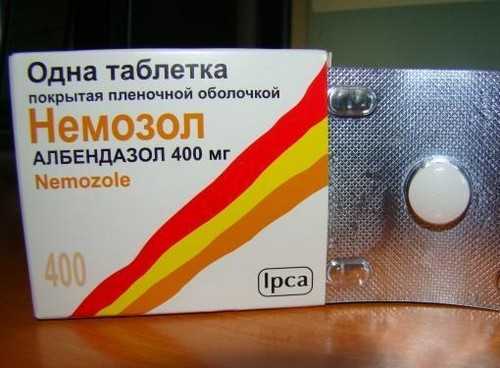 Одна таблетка
покрытая пленочной оболочкой
Немозол
АЛБЕНДАЗОЛ 400 мг
Nemozole
400
Ipca